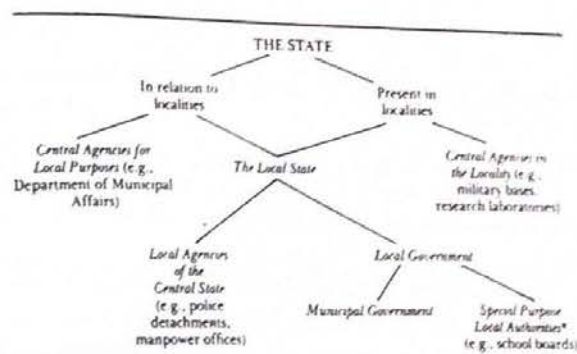 THE STATE
In relation to
localities
Present in
localities
Central Agencies for
Local Purposes (e.g.,
Department of Municipal
Affairs)
The Local State
Central Agencies in
the Locality (e.g.,
military bases,
research laboratories)
Local Agencies
of the
Central State
(e.g., police
detachments,
manpower offices)
Local Government
Municipal Government
Special Purpose
Local Authorities*
(e.g., school boards)